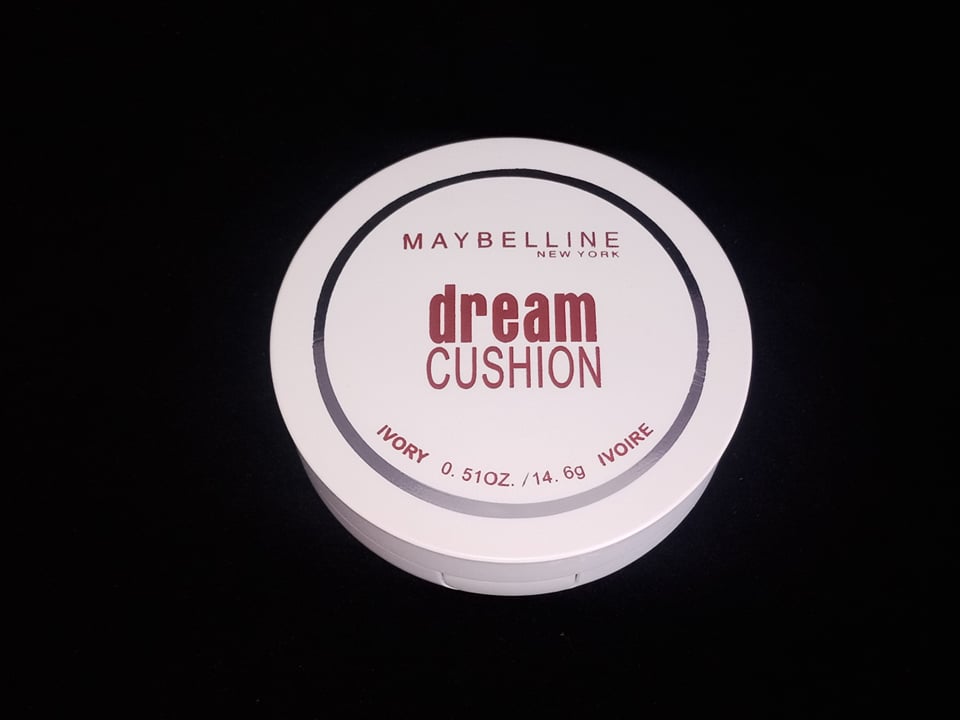 MAYBELLINE
NEW YORK
dream
CUSHION
IVORY 0. 51OZ. /14. 6g IVOIRE